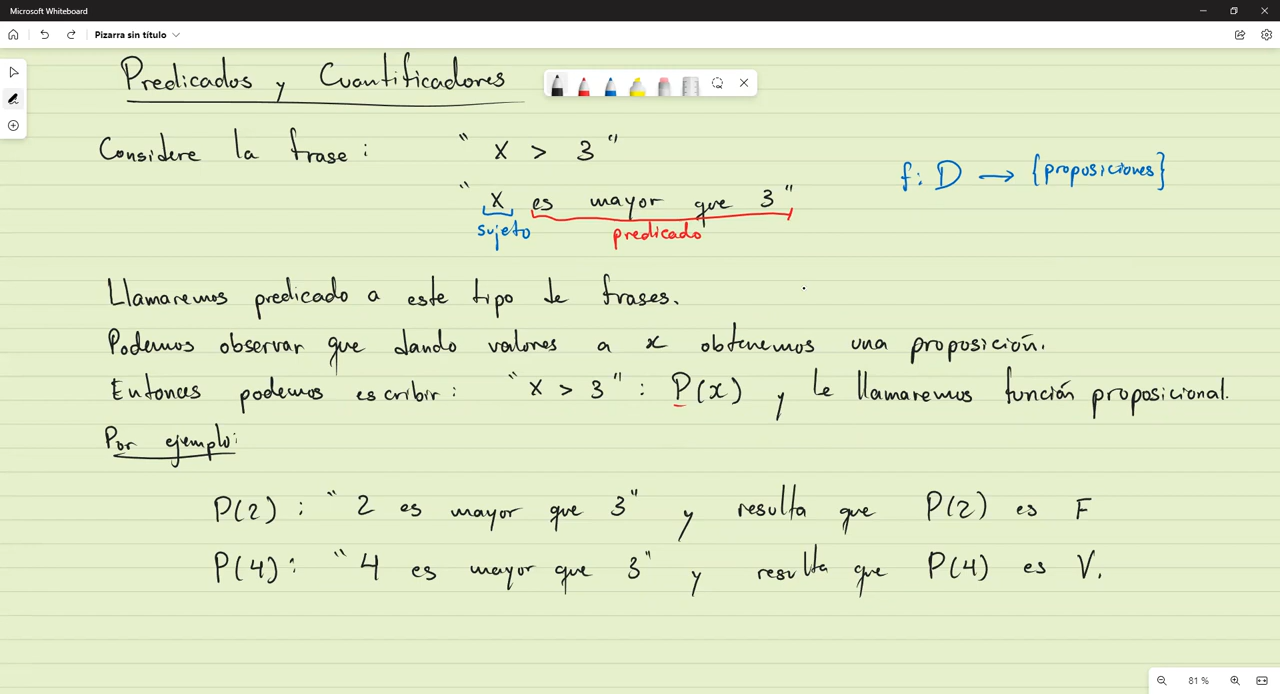 Microsoft Whiteboard
Pizarra sin título
Predicados y Cuantificadores
Considere la frase: "x > 3"
"x es mayor que 3"
sujeto predicado
f: D → {proposiciones}
Llamaremos predicado a este tipo de frases.
Podemos observar que dando valores a x obtenemos una proposición.
Entonces podemos escribir: "x > 3" : P(x) y le llamaremos función proposicional.
Por ejemplo:
P(2) : "2 es mayor que 3" y resulta que P(2) es F
P(4) : "4 es mayor que 3" y resulta que P(4) es V.
81 %